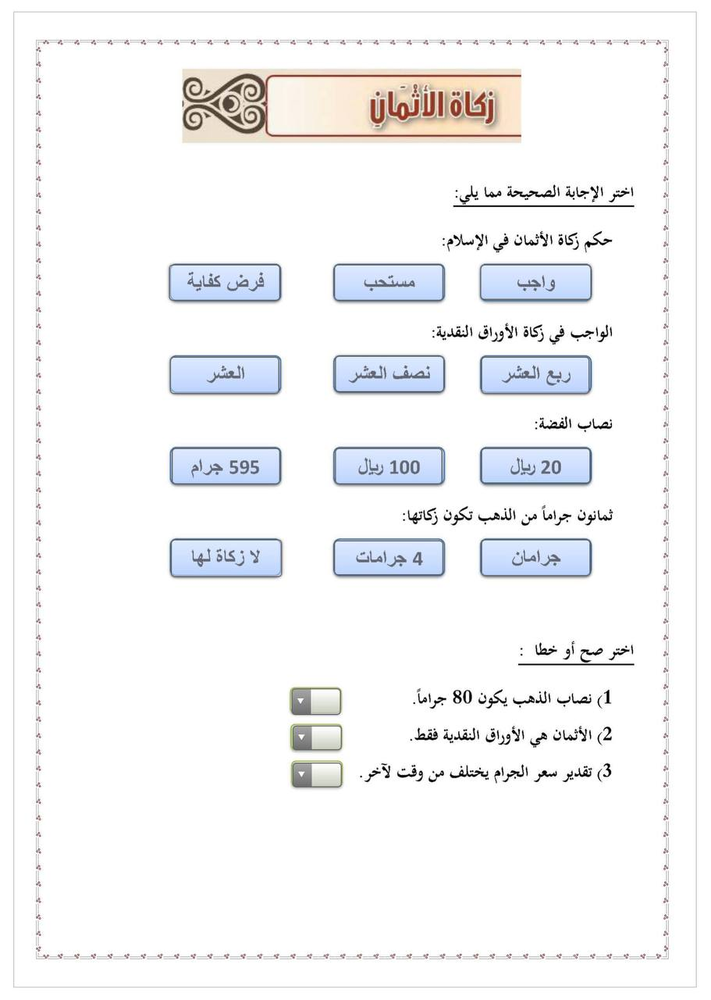 زكاة الأَثْمَانِ
اختر الإجابة الصحيحة مما يلي:
حكم زكاة الأثمان في الإسلام:
واجب مستحب فرض كفاية
الواجب في زكاة الأوراق النقدية:
ربع العشر نصف العشر العشر
نصاب الفضة:
20 ريال 100 ريال 595 جرام
ثمانون جراماً من الذهب تكون زكاتها:
جرامان 4 جرامات لا زكاة لها
اختر صح أو خطا :
1) نصاب الذهب يكون 80 جراماً.
2) الأثمان هي الأوراق النقدية فقط.
3) تقدير سعر الجرام يختلف من وقت لآخر.